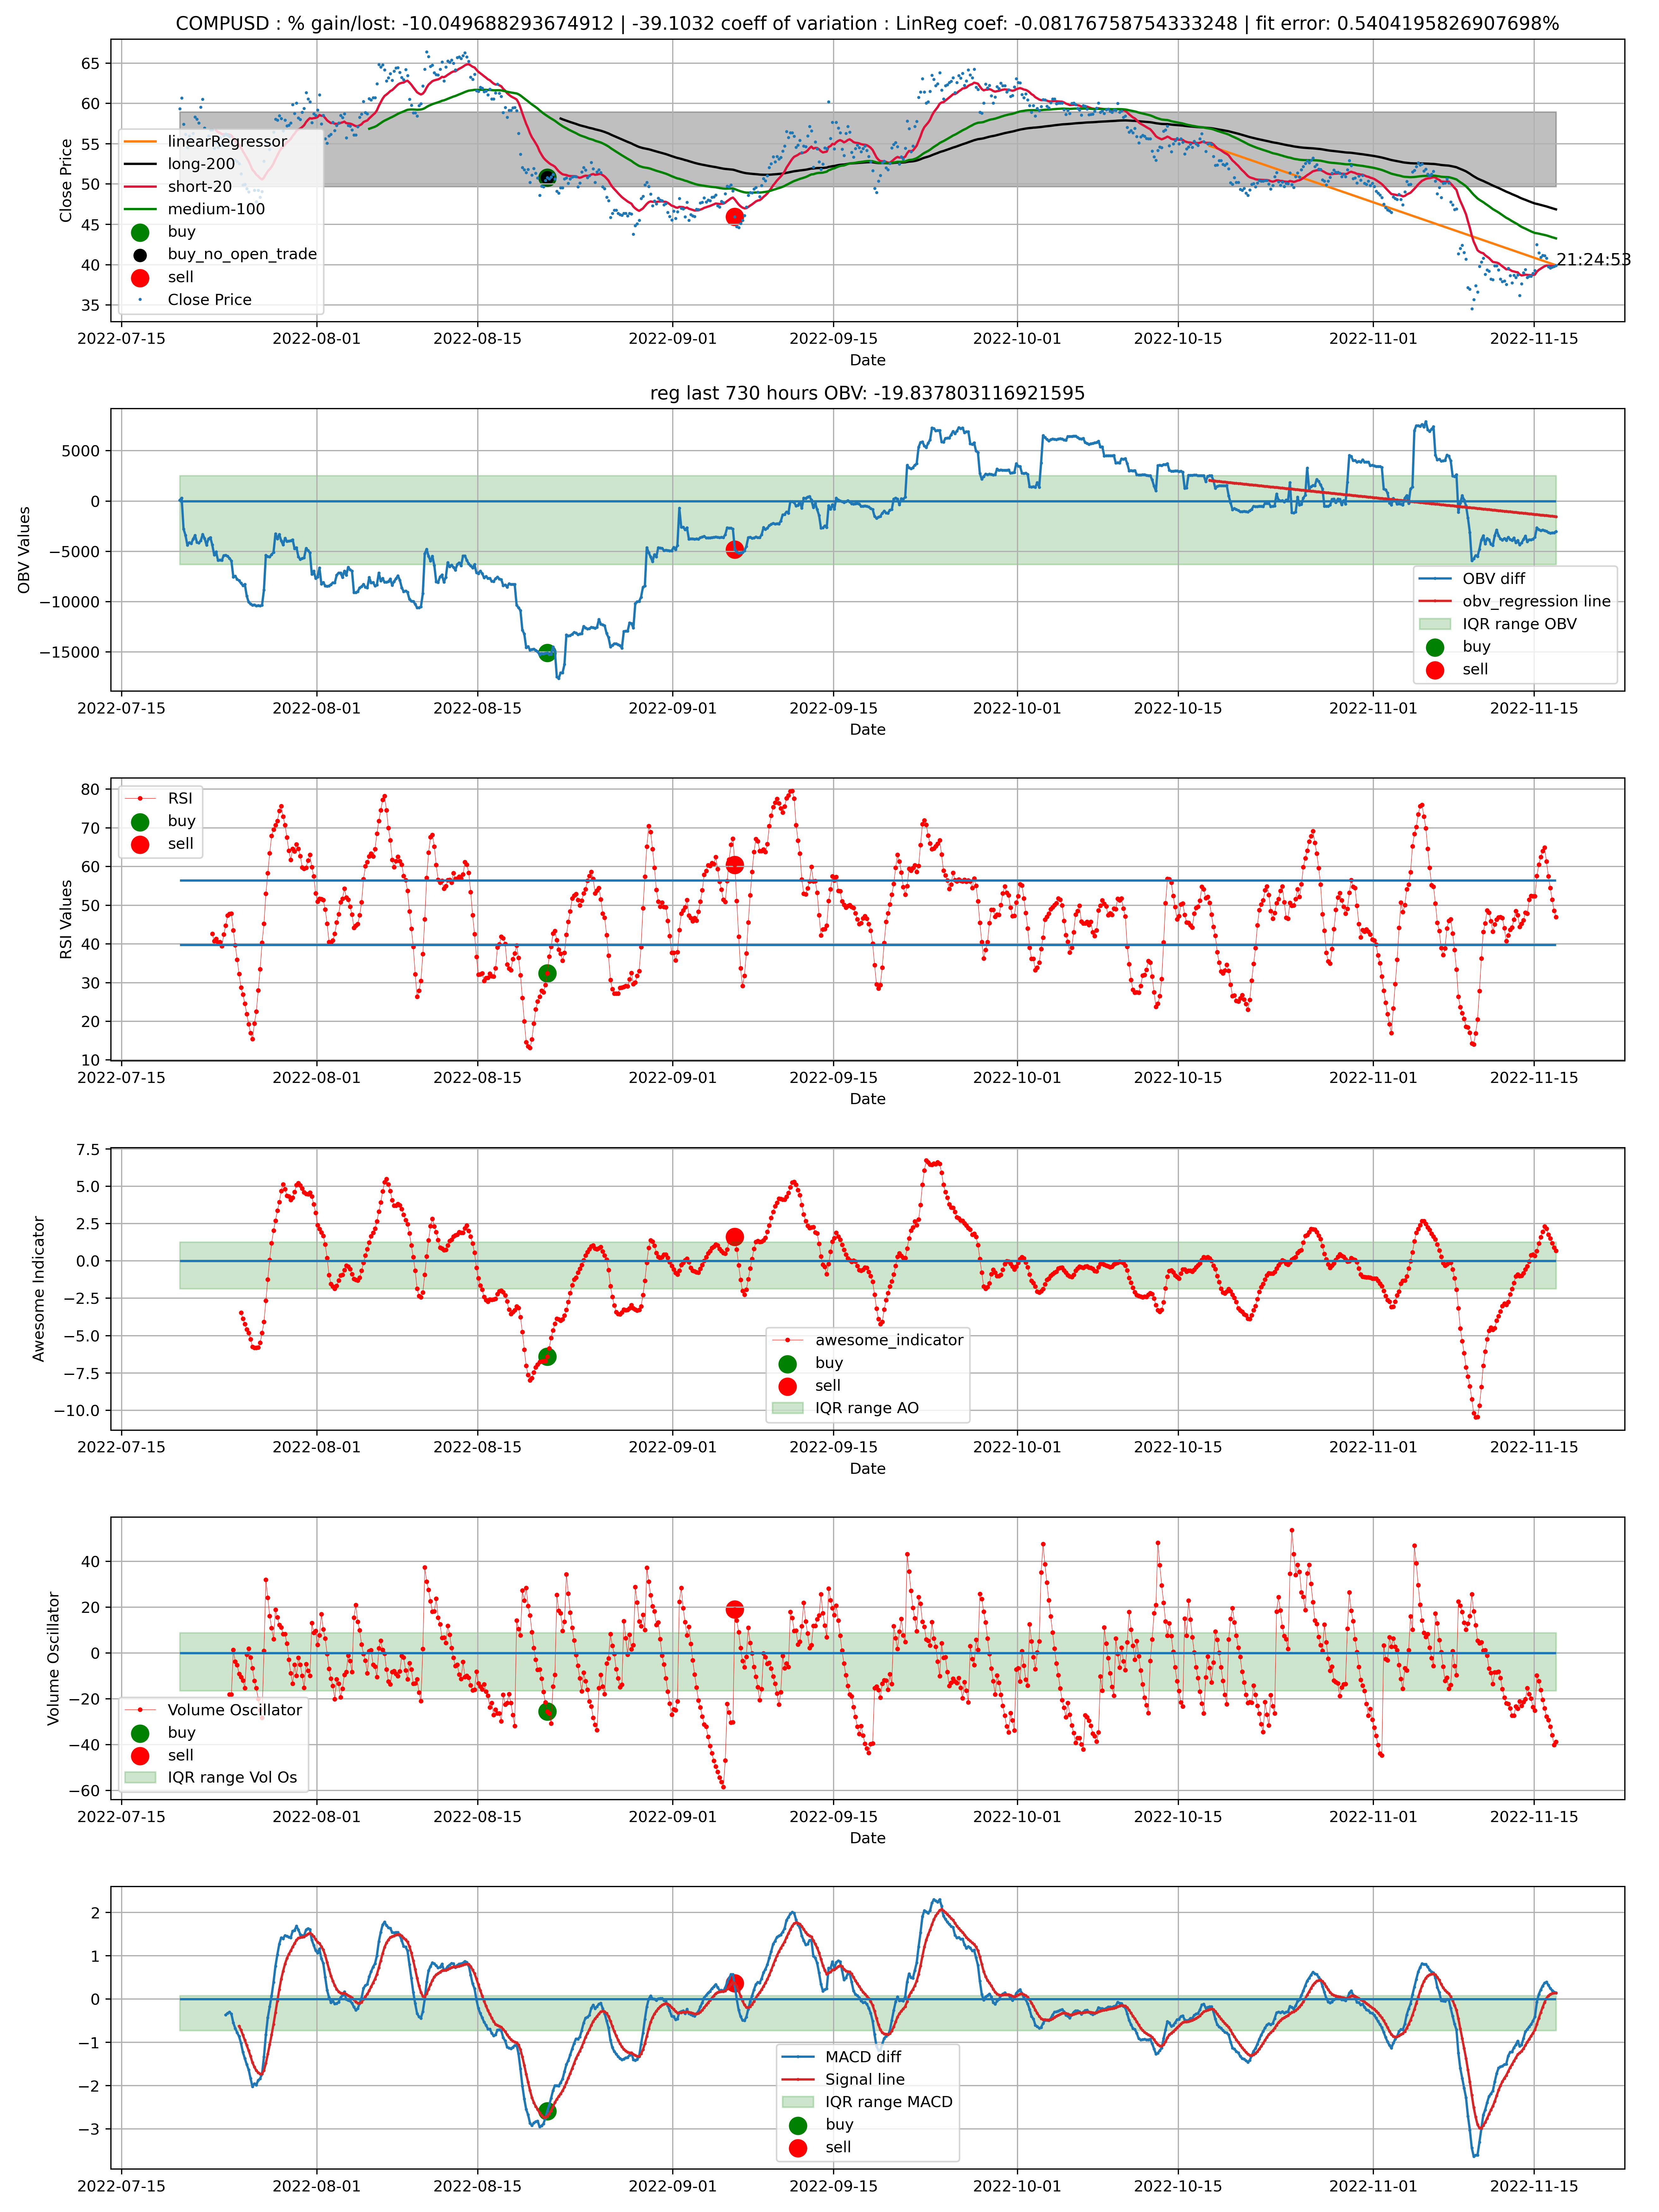 COMPUSD : % gain/lost: -10.049688293674912 | -39.1032 coeff of variation : LinReg coef: -0.08176758754333248 | fit error: 0.5404195826907698%
65
60
55
50
45
40
35
Close Price
linearRegressor
long-200
short-20
medium-100
buy
buy_no_open_trade
sell
Close Price
21:24:53
2022-07-15 2022-08-01 2022-08-15 2022-09-01 2022-09-15 2022-10-01 2022-10-15 2022-11-01 2022-11-15
Date
reg last 730 hours OBV: -19.837803116921595
5000
0
−5000
−10000
−15000
OBV Values
OBV diff
obv_regression line
IQR range OBV
buy
sell
2022-07-15 2022-08-01 2022-08-15 2022-09-01 2022-09-15 2022-10-01 2022-10-15 2022-11-01 2022-11-15
Date
80
70
60
50
40
30
20
10
RSI Values
RSI
buy
sell
2022-07-15 2022-08-01 2022-08-15 2022-09-01 2022-09-15 2022-10-01 2022-10-15 2022-11-01 2022-11-15
Date
7.5
5.0
2.5
0.0
−2.5
−5.0
−7.5
−10.0
Awesome Indicator
awesome_indicator
buy
sell
IQR range AO
2022-07-15 2022-08-01 2022-08-15 2022-09-01 2022-09-15 2022-10-01 2022-10-15 2022-11-01 2022-11-15
Date
40
20
0
−20
−40
−60
Volume Oscillator
Volume Oscillator
buy
sell
IQR range Vol Os
2022-07-15 2022-08-01 2022-08-15 2022-09-01 2022-09-15 2022-10-01 2022-10-15 2022-11-01 2022-11-15
Date
2
1
0
−1
−2
−3
MACD diff
Signal line
IQR range MACD
buy
sell
2022-07-15 2022-08-01 2022-08-15 2022-09-01 2022-09-15 2022-10-01 2022-10-15 2022-11-01 2022-11-15